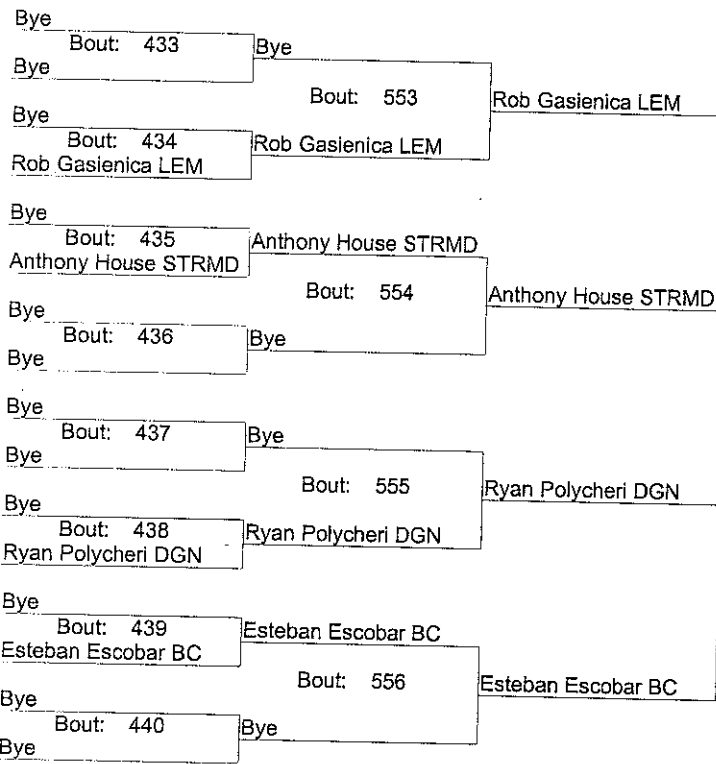 Bye
Bout: 433
Bye
Bye
Bout: 553
Rob Gasienica LEM
Bye
Bout: 434
Rob Gasienica LEM
Rob Gasienica LEM
Bye
Bout: 435
Anthony House STRMD
Anthony House STRMD
Bout: 554
Anthony House STRMD
Bye
Bout: 436
Bye
Bye
Bye
Bout: 437
Bye
Bye
Bout: 555
Ryan Polycheri DGN
Bye
Bout: 438
Ryan Polycheri DGN
Ryan Polycheri DGN
Bye
Bout: 439
Esteban Escobar BC
Esteban Escobar BC
Bout: 556
Esteban Escobar BC
Bye
Bout: 440
Bye
Bye